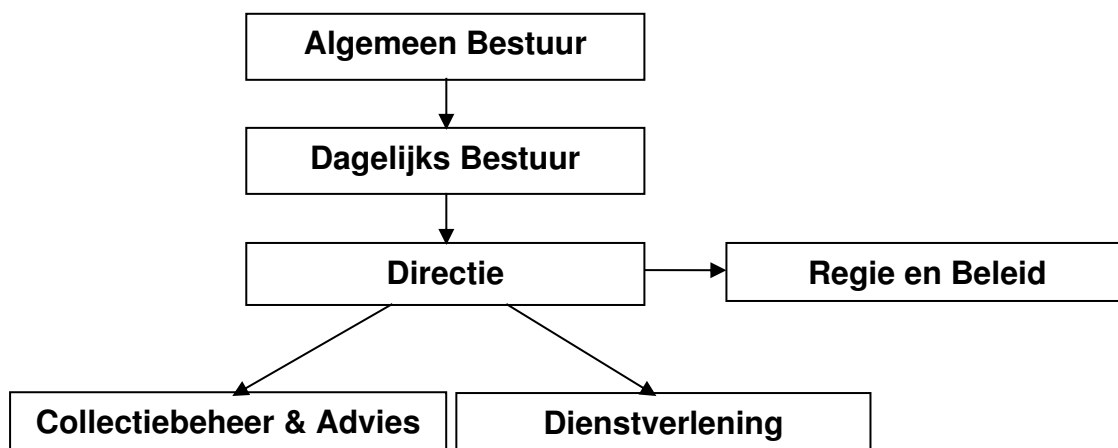 Algemeen Bestuur
Dagelijks Bestuur
Directie
Regie en Beleid
Collectiebeheer & Advies
Dienstverlening